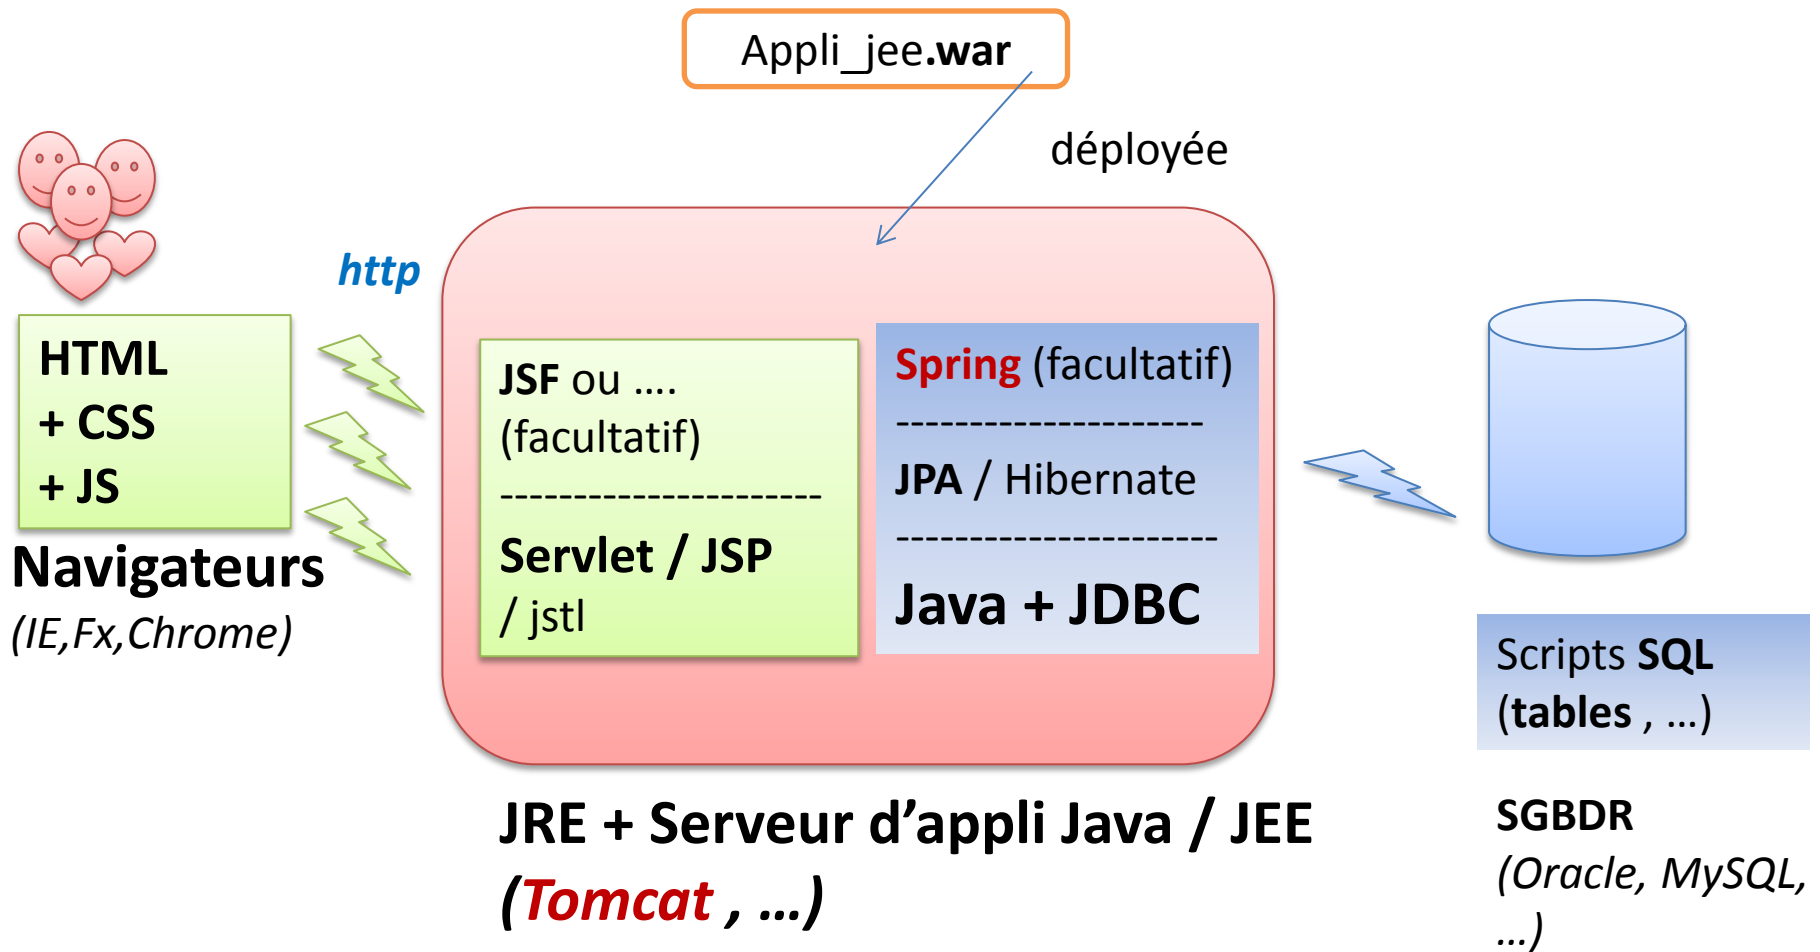 Appli_jee.war
déployée
http
HTML
+ CSS
+ JS
Navigateurs
(IE,Fx,Chrome)
JSF ou ....
(facultatif)
----------------------
Servlet / JSP
/ jstl
Spring (facultatif)
---------------------
JPA / Hibernate
----------------------
Java + JDBC
JRE + Serveur d’appli Java / JEE
(Tomcat , ...)
Scripts SQL
(tables , ...)
SGBDR
(Oracle, MySQL,
...)